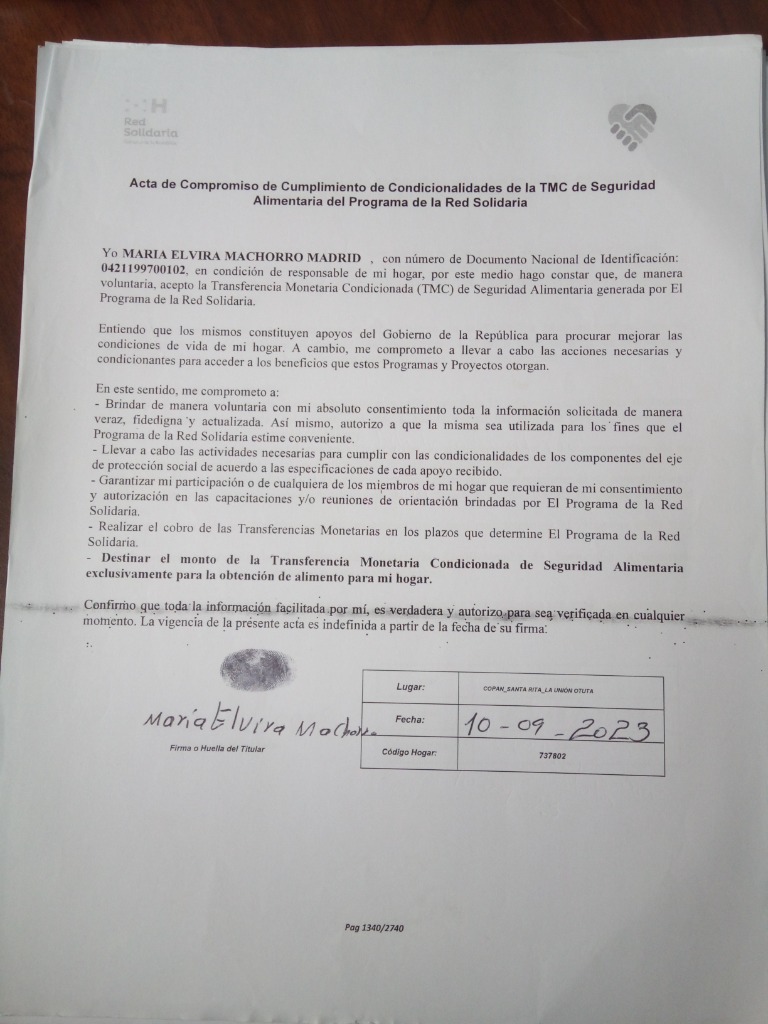 Red
Solidaria
Acta de Compromiso de Cumplimiento de Condicionalidades de la TMC de Seguridad
Alimentaria del Programa de la Red Solidaria
Yo MARIA ELVIRA MACHORRO MADRID , con número de Documento Nacional de Identificación:
0421199700102, en condición de responsable de mi hogar, por este medio hago constar que, de manera
voluntaria, acepto la Transferencia Monetaria Condicionada (TMC) de Seguridad Alimentaria generada por El
Programa de la Red Solidaria.
Entiendo que los mismos constituyen apoyos del Gobierno de la República para procurar mejorar las
condiciones de vida de mi hogar. A cambio, me comprometo a llevar a cabo las acciones necesarias y
condicionantes para acceder a los beneficios que estos Programas y Proyectos otorgan.
En este sentido, me comprometo a:
- Brindar de manera voluntaria con mi absoluto consentimiento toda la información solicitada de manera
veraz, fidedigna y actualizada. Así mismo, autorizo a que la misma sea utilizada para los fines que el
Programa de la Red Solidaria estime conveniente.
- Llevar a cabo las actividades necesarias para cumplir con las condicionalidades de los componentes del eje
de protección social de acuerdo a las especificaciones de cada apoyo recibido.
- Garantizar mi participación o de cualquiera de los miembros de mi hogar que requieran de mi consentimiento
y autorización en las capacitaciones y/o reuniones de orientación brindadas por El Programa de la Red
Solidaria.
- Realizar el cobro de las Transferencias Monetarias en los plazos que determine El Programa de la Red
Solidaria.
- Destinar el monto de la Transferencia Monetaria Condicionada de Seguridad Alimentaria
exclusivamente para la obtención de alimento para mi hogar.
Confirmo que toda la información facilitada por mí, es verdadera y autorizo para sea verificada en cualquier
momento. La vigencia de la presente acta es indefinida a partir de la fecha de su firma:
María Elvira Machorro
Firma o Huella del Titular
Lugar: COPAN_SANTA RITA_LA UNION OTUTA
Fecha: 10-09-2023
Código Hogar: 737802
Pag 1340/2740